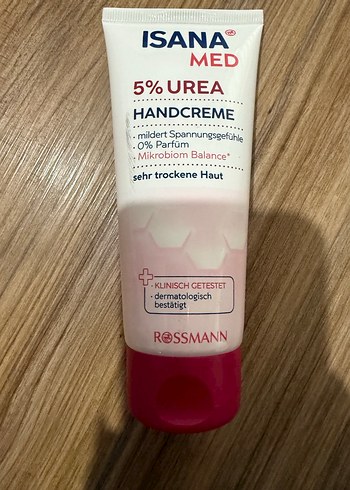 ISANA
MED
5% UREA
HANDCREME
· mildert Spannungsgefühle
· 0% Parfüm
· Mikrobiom Balance*
sehr trockene Haut
· KLINISCH GETESTET
· dermatologisch
bestätigt
ROSSMANN